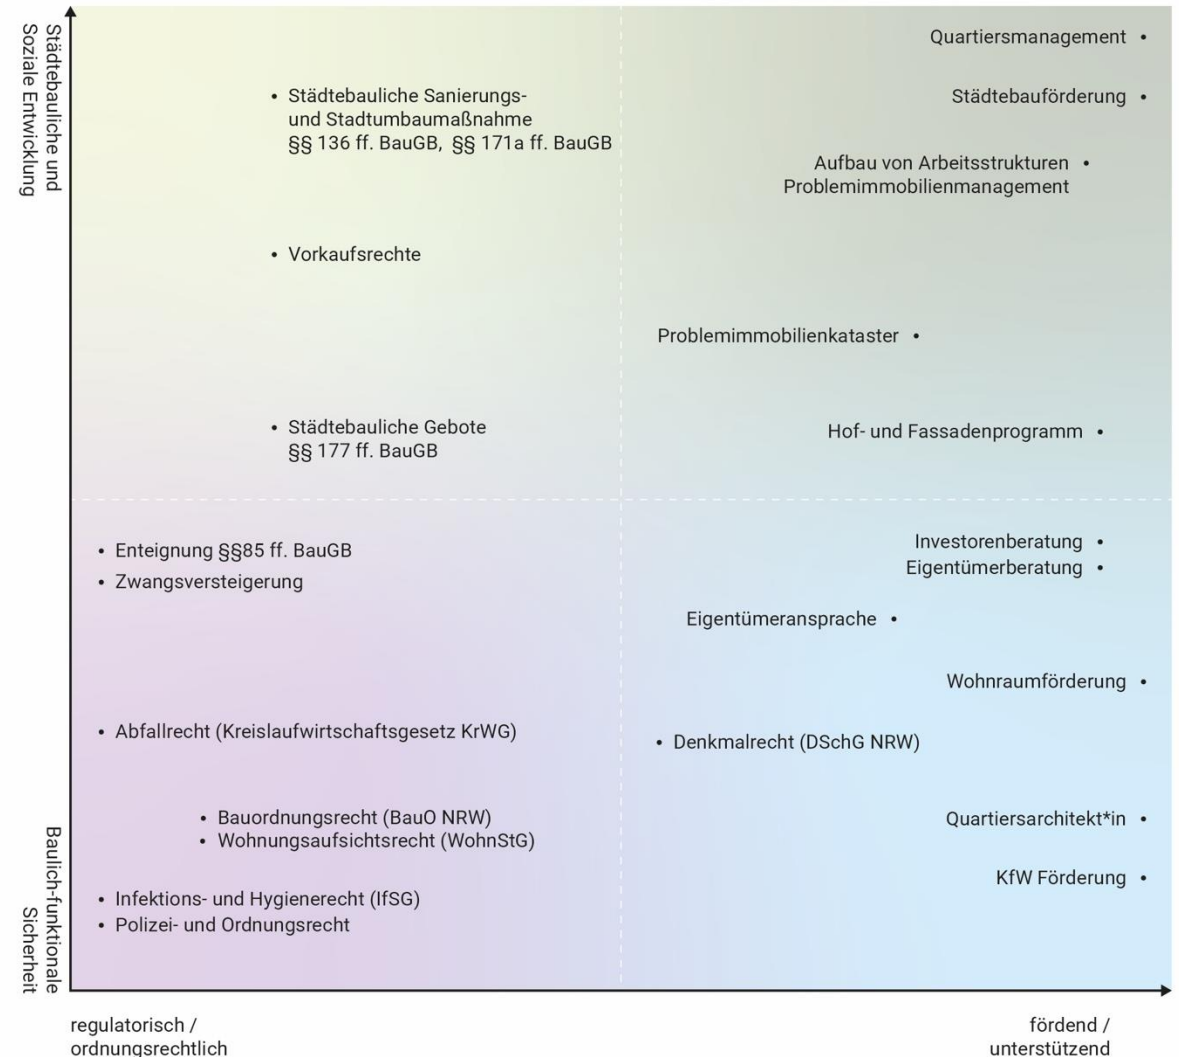 Städtebauliche und
Soziale Entwicklung
Quartiersmanagement
Städtebauliche Sanierungs-
und Stadtumbaumaßnahme
§§ 136 ff. BauGB, §§ 171a ff. BauGB
Städtebauförderung
Aufbau von Arbeitsstrukturen
Problemimmobilienmanagement
Vorkaufsrechte
Problemimmobilienkataster
Städtebauliche Gebote
§§ 177 ff. BauGB
Hof- und Fassadenprogramm
Enteignung §§85 ff. BauGB
Zwangsversteigerung
Investorenberatung
Eigentümerberatung
Eigentümeransprache
Wohnraumförderung
Abfallrecht (Kreislaufwirtschaftsgesetz KrWG)
Denkmalrecht (DSchG NRW)
Bauordnungsrecht (BauO NRW)
Wohnungsaufsichtsrecht (WohnStG)
Quartiersarchitekt*in
KfW Förderung
Infektions- und Hygienerecht (IfSG)
Polizei- und Ordnungsrecht
Baulich-funktionale
Sicherheit
regulatorisch /
ordnungsrechtlich
fördend /
unterstützend